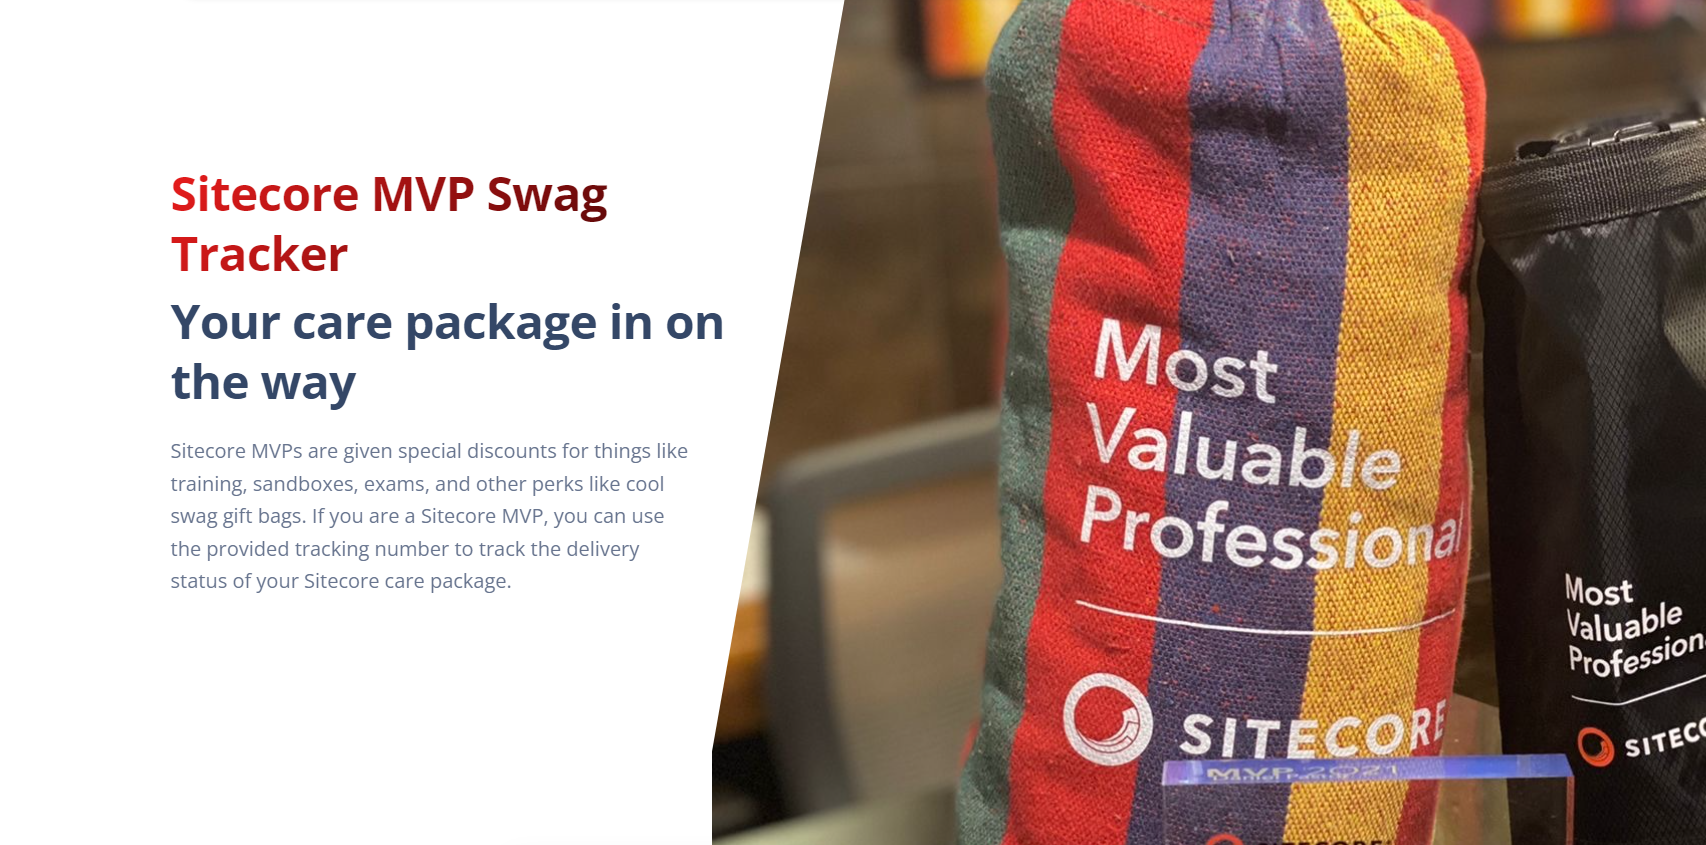 Sitecore MVP Swag
Tracker
Your care package in on
the way
Sitecore MVPs are given special discounts for things like
training, sandboxes, exams, and other perks like cool
swag gift bags. If you are a Sitecore MVP, you can use
the provided tracking number to track the delivery
status of your Sitecore care package.
Most
Valuable
Professional
SITECORE
MVP 2021
Most
Valuable
Profession
SITECO
SITECORE